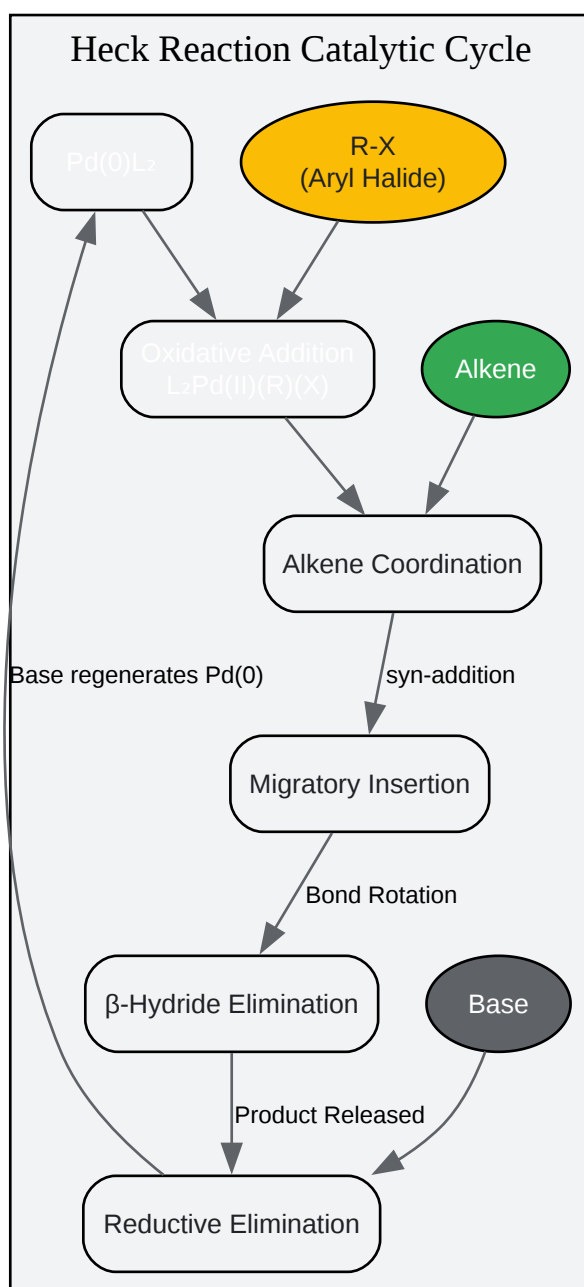 Heck Reaction Catalytic Cycle
Pd(0)L₂
R-X
(Aryl Halide)
Oxidative Addition
L₂Pd(II)(R)(X)
Alkene
Alkene Coordination
Base regenerates Pd(0)
syn-addition
Migratory Insertion
Bond Rotation
β-Hydride Elimination
Base
Product Released
Reductive Elimination